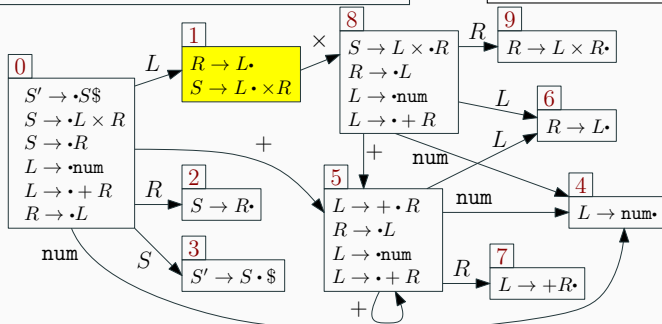 0
S′ → •S$
S → •L × R
S → •R
L → •num
L → • + R
R → •L
L
1
R → L•
S → L • ×R
×
8
S → L × •R
R → •L
L → •num
L → • + R
R
9
R → L × R•
L
6
R → L•
L
+
+
num
R
2
S → R•
5
L → + • R
R → •L
L → •num
L → • + R
num
4
L → num•
num
S
3
S′ → S • $
R
7
L → +R•
+